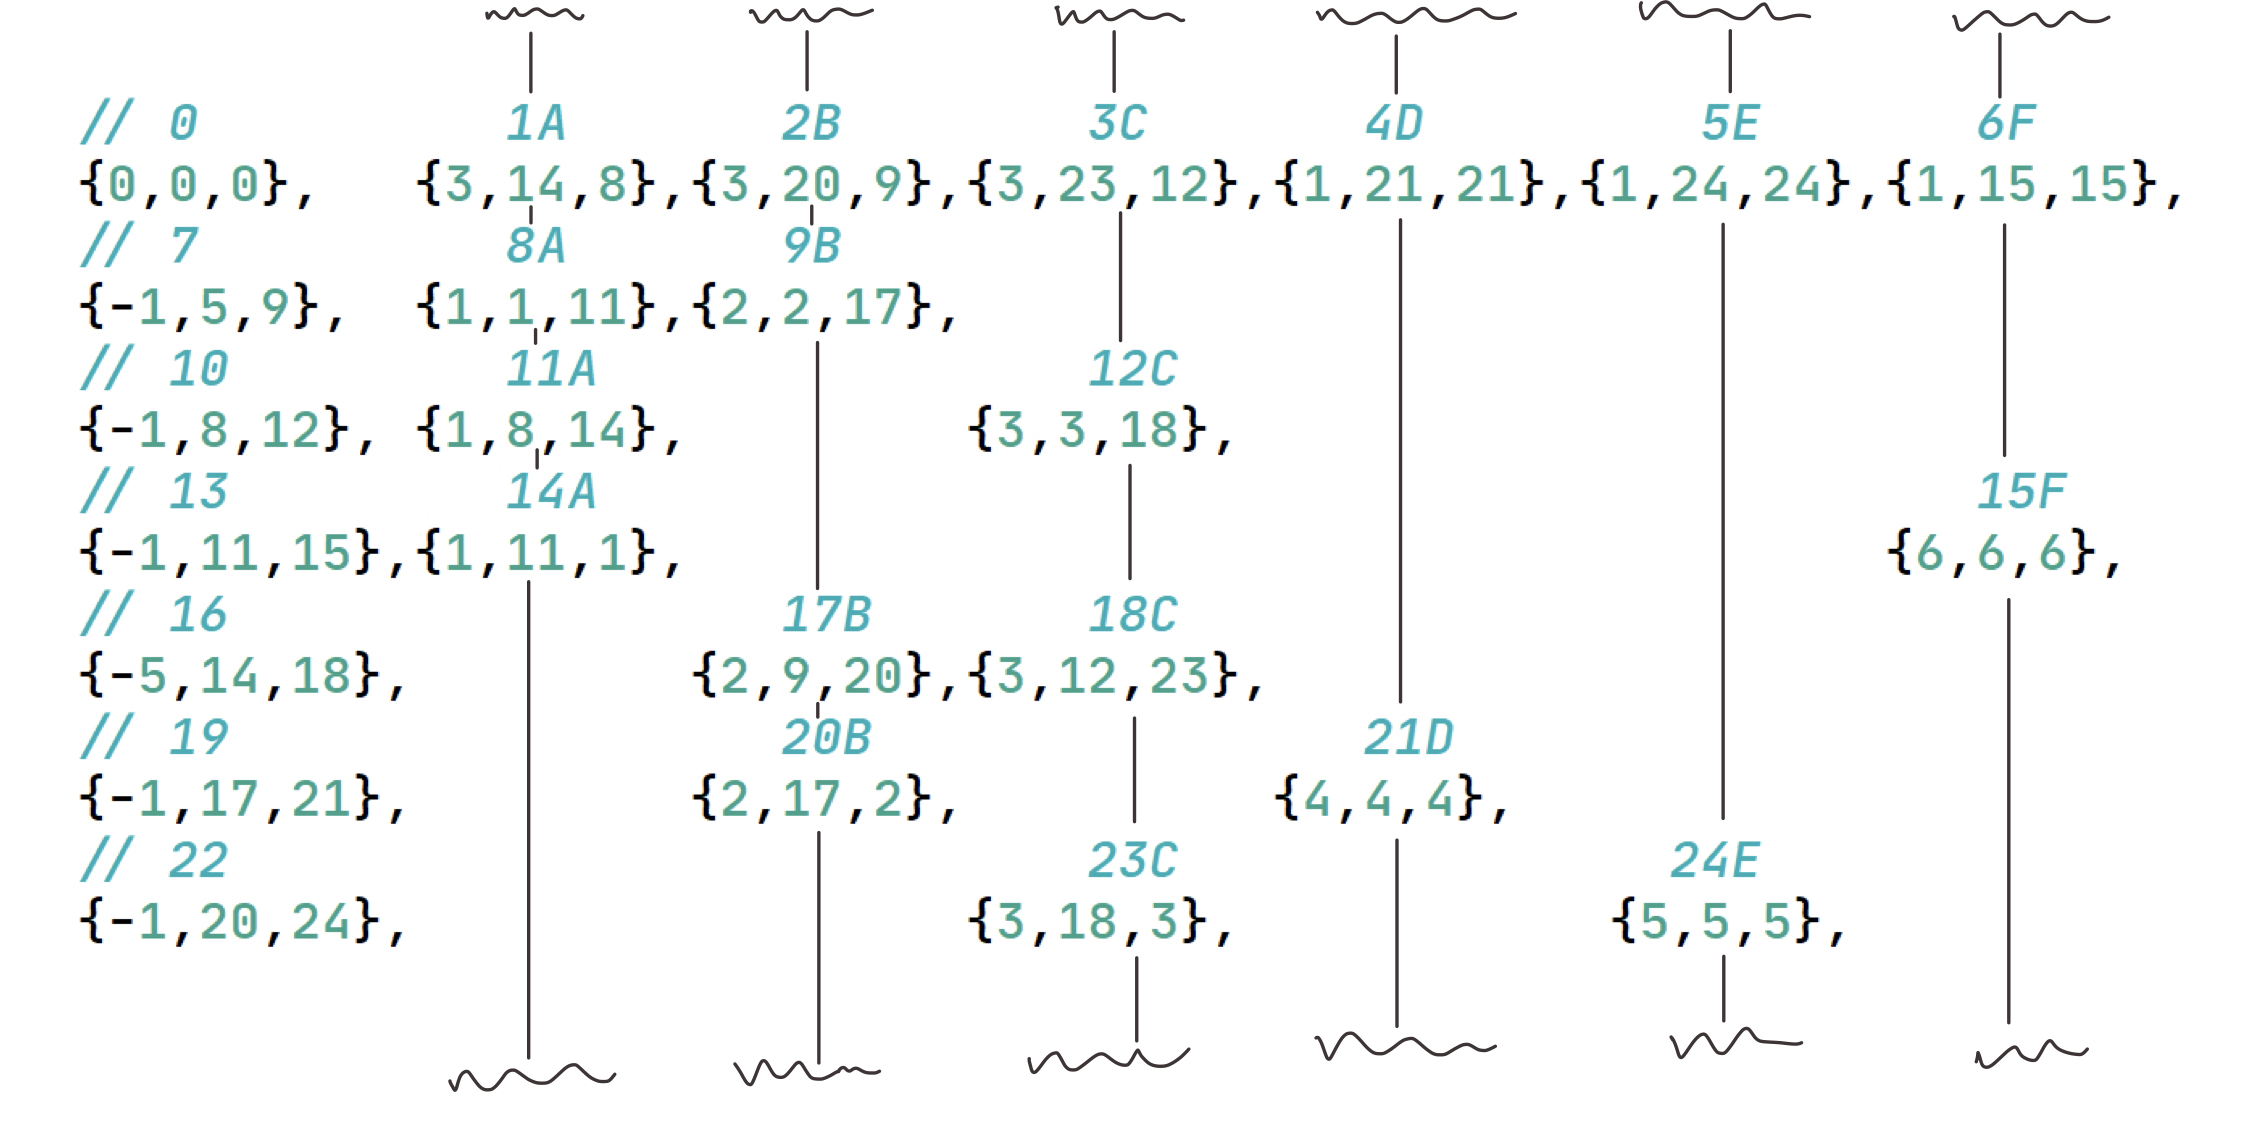 // 0 1A 2B 3C 4D 5E 6F
{0,0,0}, {3,14,8},{3,20,9},{3,23,12},{1,21,21},{1,24,24},{1,15,15},
// 7 8A 9B
{-1,5,9}, {1,1,11},{2,2,17},
// 10 11A 12C
{-1,8,12}, {1,8,14}, {3,3,18},
// 13 14A 15F
{-1,11,15},{1,11,1}, {6,6,6},
// 16 17B 18C
{-5,14,18}, {2,9,20},{3,12,23},
// 19 20B 21D
{-1,17,21}, {2,17,2}, {4,4,4},
// 22 23C 24E
{-1,20,24}, {3,18,3}, {5,5,5},